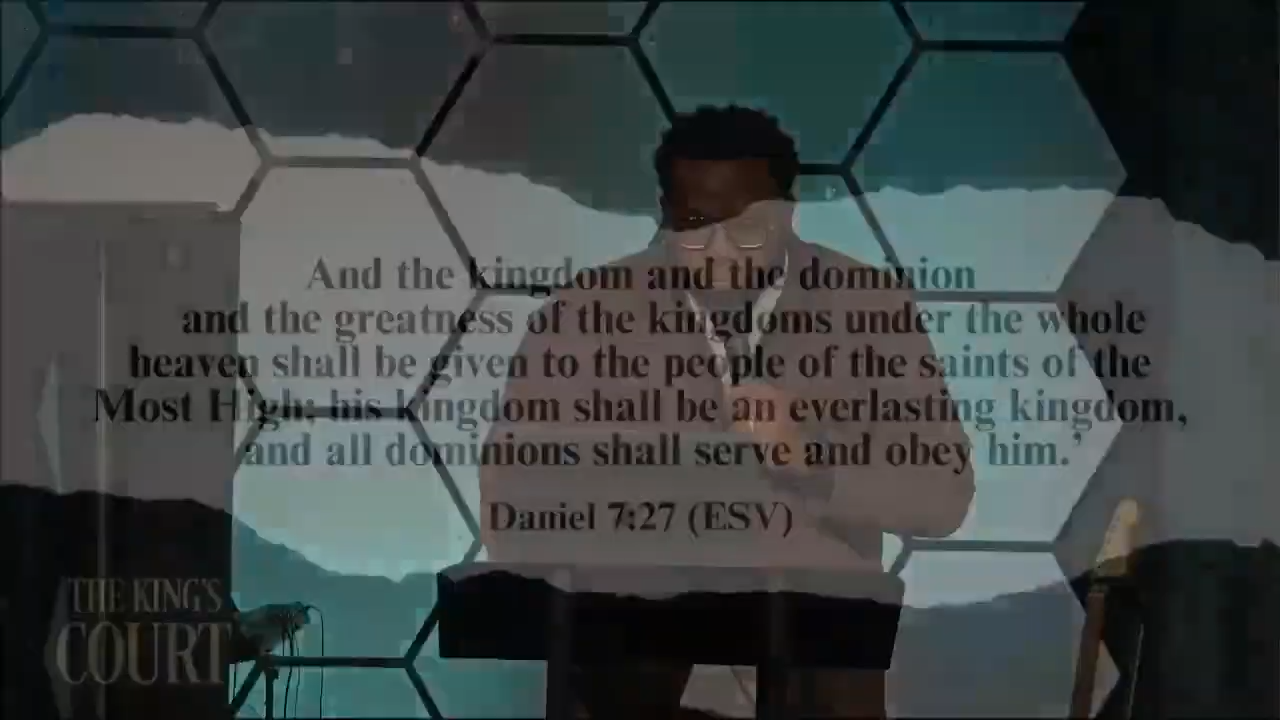 And the kingdom and the dominion
and the greatness of the kingdoms under the whole
heaven shall be given to the people of the saints of the
Most High; his kingdom shall be an everlasting kingdom,
and all dominions shall serve and obey him.’
Daniel 7:27 (ESV)
THE KING'S
COURT